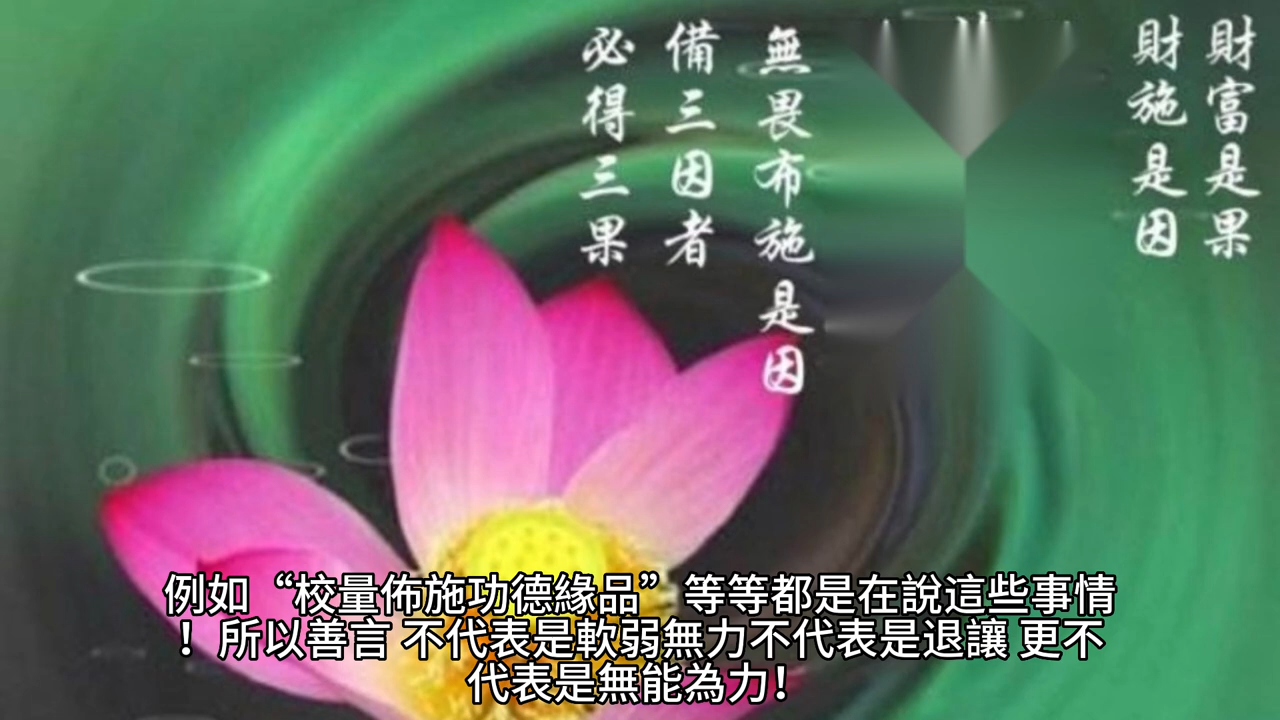 財富是果
財施是因
無畏布施是因
備三因者
必得三果
例如“校量佈施功德緣品”等等都是在說這些事情
！所以善言 不代表是軟弱無力不代表是退讓 更不
代表是無能為力！